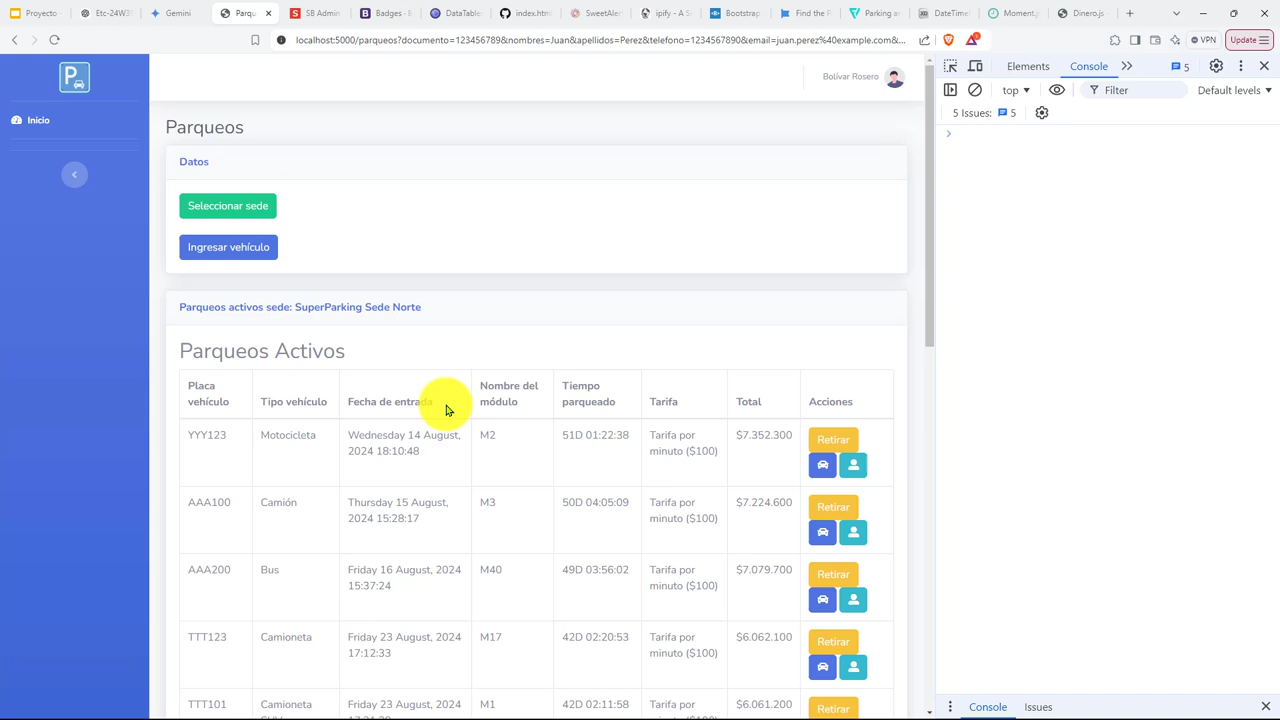 Proyecto
Etc-24W3
Gemini
Parqu
SB Admin
Badges - B
DataTable
index.htm
SweetAler
ipify - A S
Bootstrap
Find the F
Parking ar
DateTime
Moment.js
Dinero.js
localhost:5000/parqueos?documento=123456789&nombres=Juan&apellidos=Perez&telefono=1234567890&email=juan.perez%40example.com&...
VPN
Update
P
Inicio
Bolívar Rosero
Parqueos
Datos
Seleccionar sede
Ingresar vehículo
Parqueos activos sede: SuperParking Sede Norte
Parqueos Activos
Placa vehículo Tipo vehículo Fecha de entrada Nombre del módulo Tiempo parqueado Tarifa Total Acciones
YYY123 Motocicleta Wednesday 14 August, 2024 18:10:48 M2 51D 01:22:38 Tarifa por minuto ($100) $7.352.300 Retirar
AAA100 Camión Thursday 15 August, 2024 15:28:17 M3 50D 04:05:09 Tarifa por minuto ($100) $7.224.600 Retirar
AAA200 Bus Friday 16 August, 2024 15:37:24 M40 49D 03:56:02 Tarifa por minuto ($100) $7.079.700 Retirar
TTT123 Camioneta Friday 23 August, 2024 17:12:33 M17 42D 02:20:53 Tarifa por minuto ($100) $6.062.100 Retirar
TTT101 Camioneta Friday 23 August, M1 42D 02:11:58 Tarifa por $6.061.200 Retirar
Elements
Console
5
top
Filter
Default levels
5 Issues: 5
Console
Issues